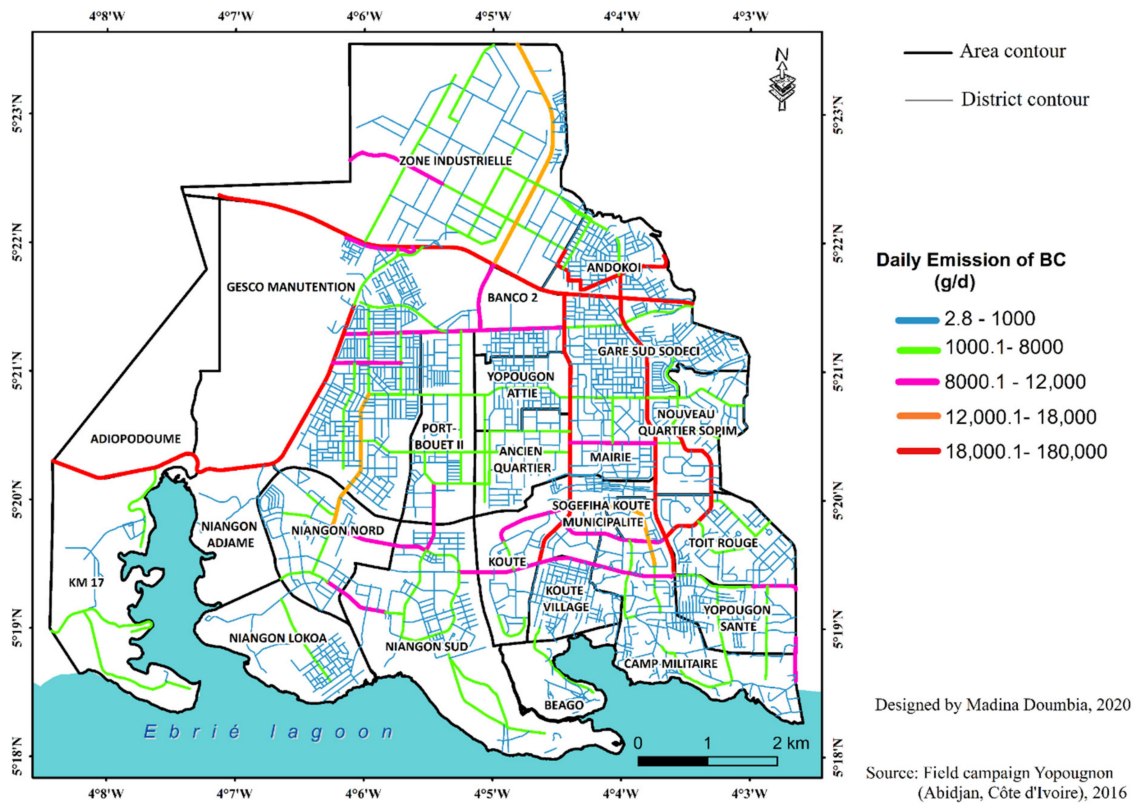 4°8'W 4°7'W 4°6'W 4°5'W 4°4'W 4°3'W
N
5°23'N 5°23'N
ZONE INDUSTRIELLE
5°22'N 5°22'N
ANDOKOI
GESCO MANUTENTION
BANCO 2
GARE SUD SODECI
5°21'N 5°21'N
YOPOUGON
ATTIE
NOUVEAU
QUARTIER SOPIM
PORT-
BOUET II
ADIOPODOUME
ANCIEN
QUARTIER
MAIRIE
5°20'N 5°20'N
SOGEFIHA KOUTE
MUNICIPALITE
NIANGON
ADJAME
NIANGON NORD
TOIT ROUGE
KOUTE
KM 17
KOUTE
VILLAGE
YOPOUGON
SANTE
5°19'N 5°19'N
NIANGON LOKOA
NIANGON SUD
CAMP MILITAIRE
BEAGO
Ebrié lagoon
0 1 2 km
5°18'N 5°18'N
4°8'W 4°7'W 4°6'W 4°5'W 4°4'W 4°3'W
Area contour
District contour
Daily Emission of BC
(g/d)
2.8 - 1000
1000.1- 8000
8000.1 - 12,000
12,000.1- 18,000
18,000.1- 180,000
Designed by Madina Doumbia, 2020
Source: Field campaign Yopougnon
(Abidjan, Côte d'Ivoire), 2016